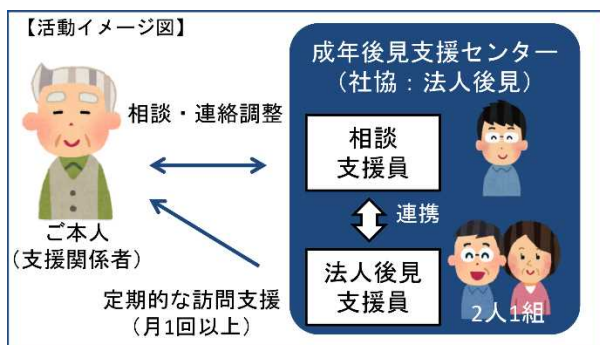 【活動イメージ図】
成年後見支援センター
（社協：法人後見）
相談・連絡調整
相談
支援員
連携
ご本人
（支援関係者）
法人後見
支援員
定期的な訪問支援
（月1回以上）
2人1組